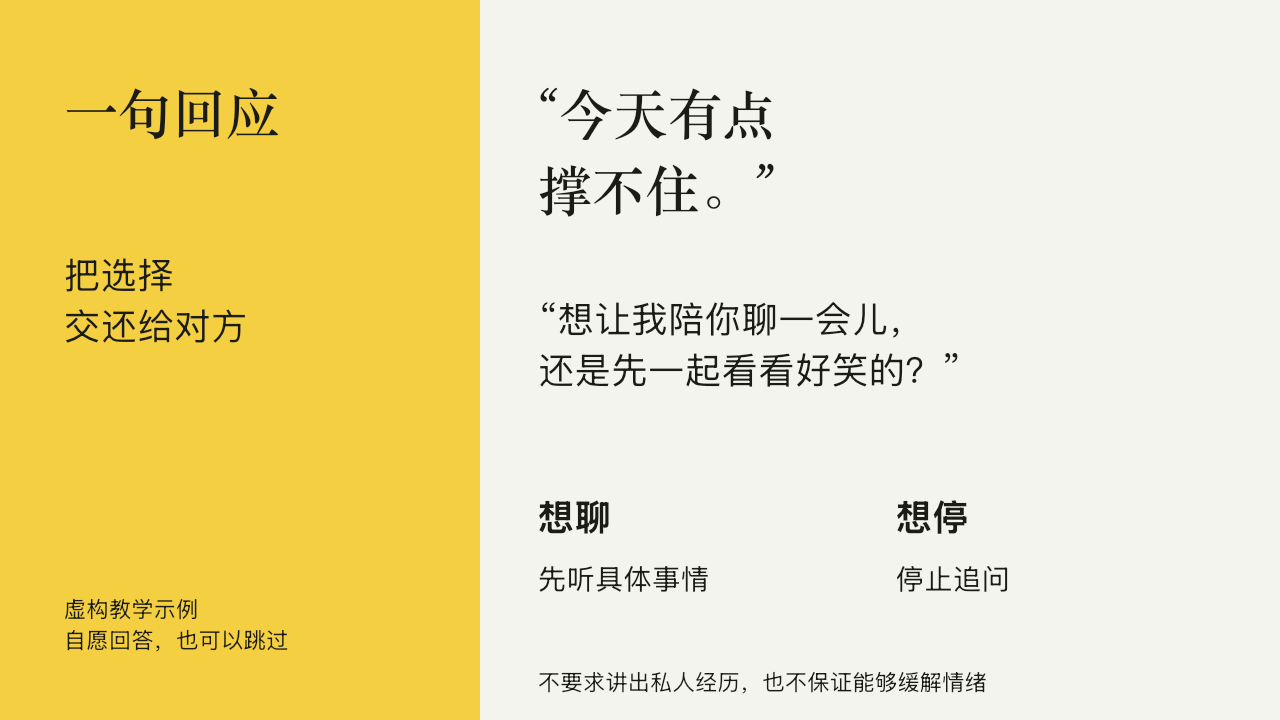 一句回应
把选择
交还给对方
虚构教学示例
自愿回答，也可以跳过
“今天有点
撑不住。”
“想让我陪你聊一会儿，
还是先一起看看好笑的？”
想聊
先听具体事情
想停
停止追问
不要求讲出私人经历，也不保证能够缓解情绪